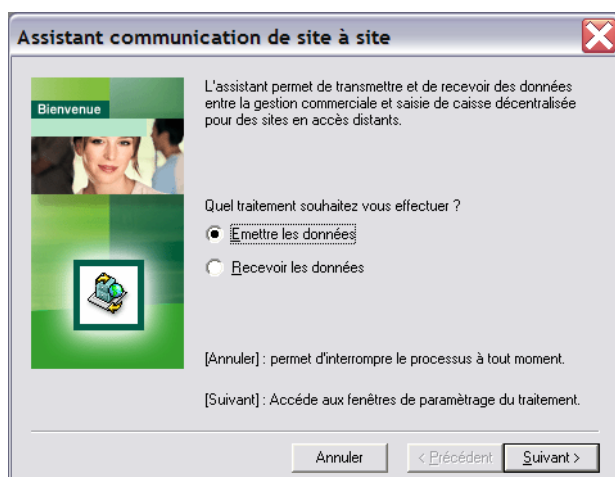 Assistant communication de site à site
Bienvenue
L'assistant permet de transmettre et de recevoir des données
entre la gestion commerciale et saisie de caisse décentralisée
pour des sites en accès distants.
Quel traitement souhaitez vous effectuer ?
Emettre les données
Recevoir les données
[Annuler] : permet d'interrompre le processus à tout moment.
[Suivant] : Accéde aux fenêtres de paramètrage du traitement.
Annuler
< Précédent
Suivant >